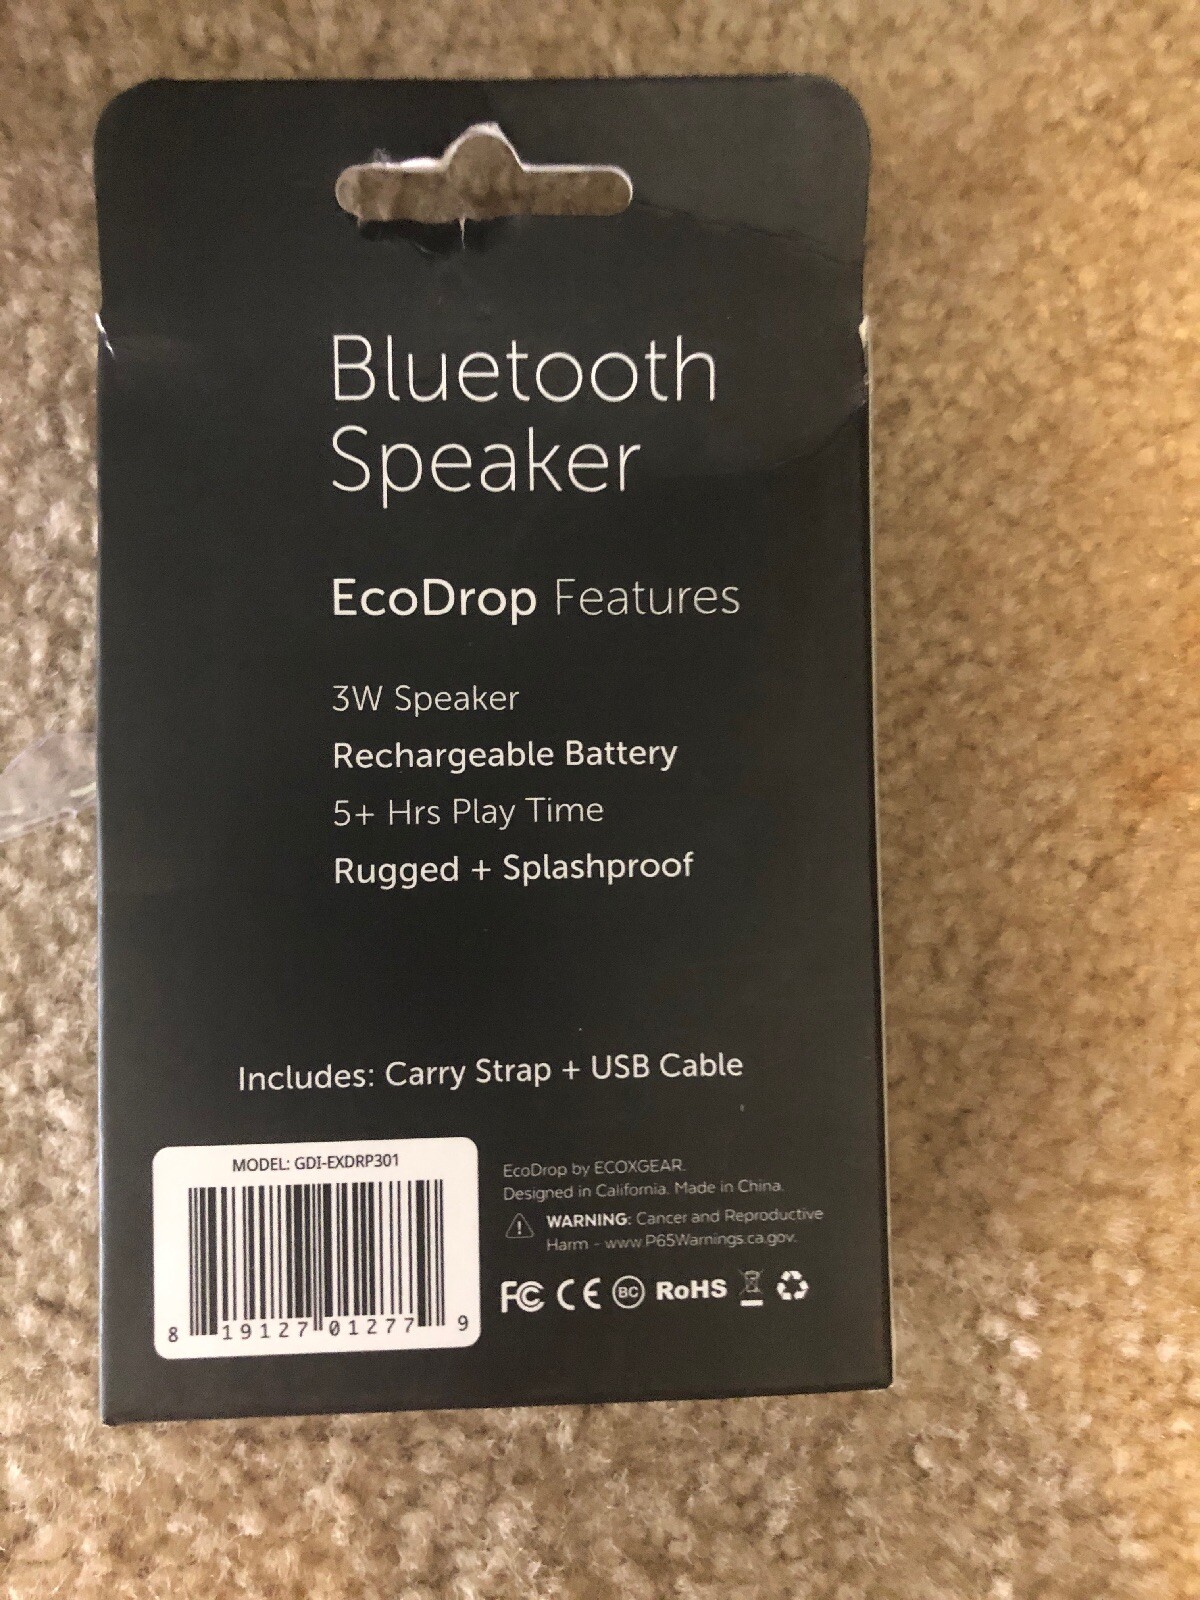 Bluetooth
Speaker
EcoDrop Features
3W Speaker
Rechargeable Battery
5+ Hrs Play Time
Rugged + Splashproof
Includes: Carry Strap + USB Cable
MODEL: GDI-EXDRP301
8 19127 01277 9
EcoDrop by ECOXGEAR.
Designed in California. Made in China.
WARNING: Cancer and Reproductive
Harm - www.P65Warnings.ca.gov.
FC CE BC RoHS